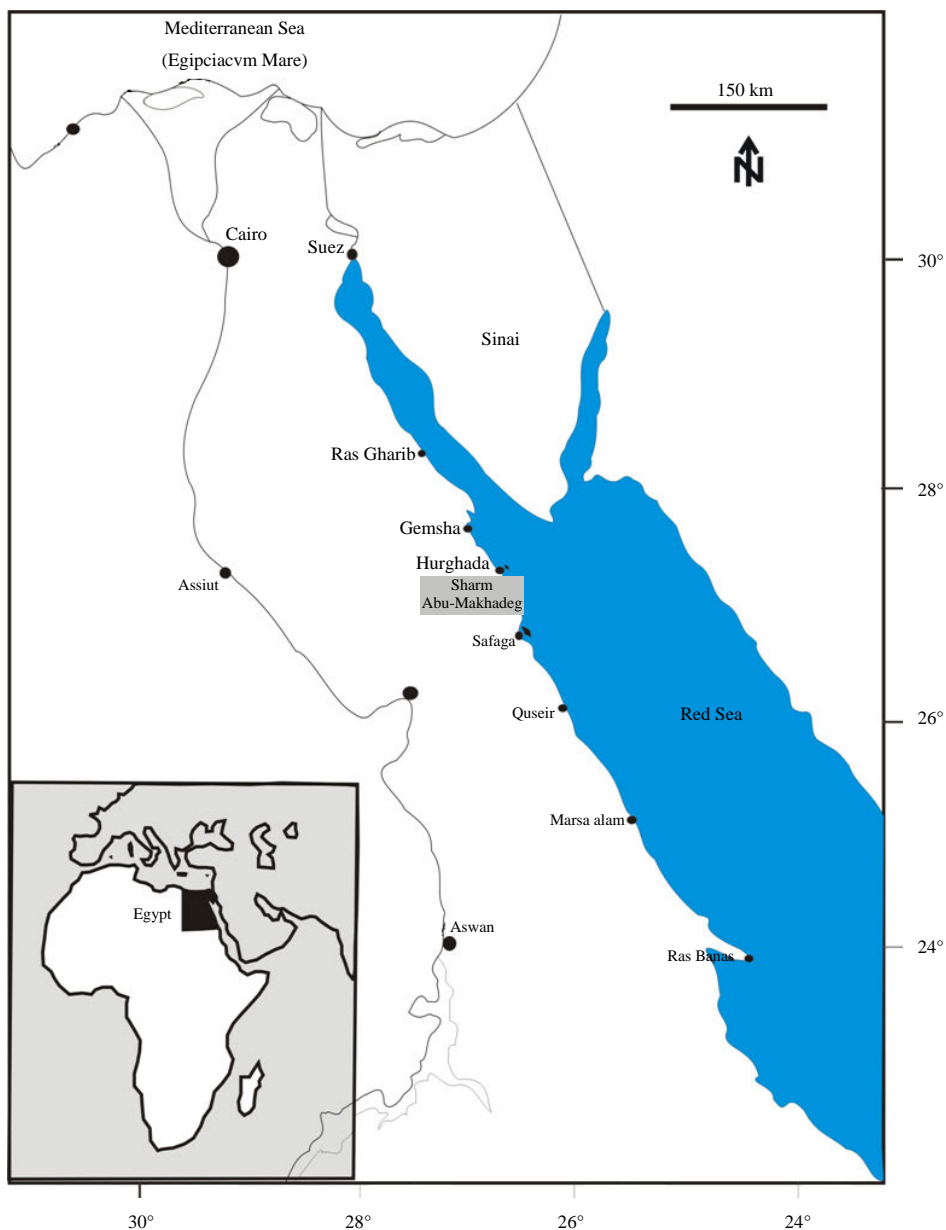 Mediterranean Sea
(Egipciacvm Mare)
150 km
N
Cairo
Suez
30°
Sinai
Ras Gharib
28°
Gemsha
Hurghada
Assiut
Sharm
Abu-Makhadeg
Safaga
Quseir
Red Sea
26°
Marsa alam
Egypt
Aswan
Ras Banas
24°
30°
28°
26°
24°